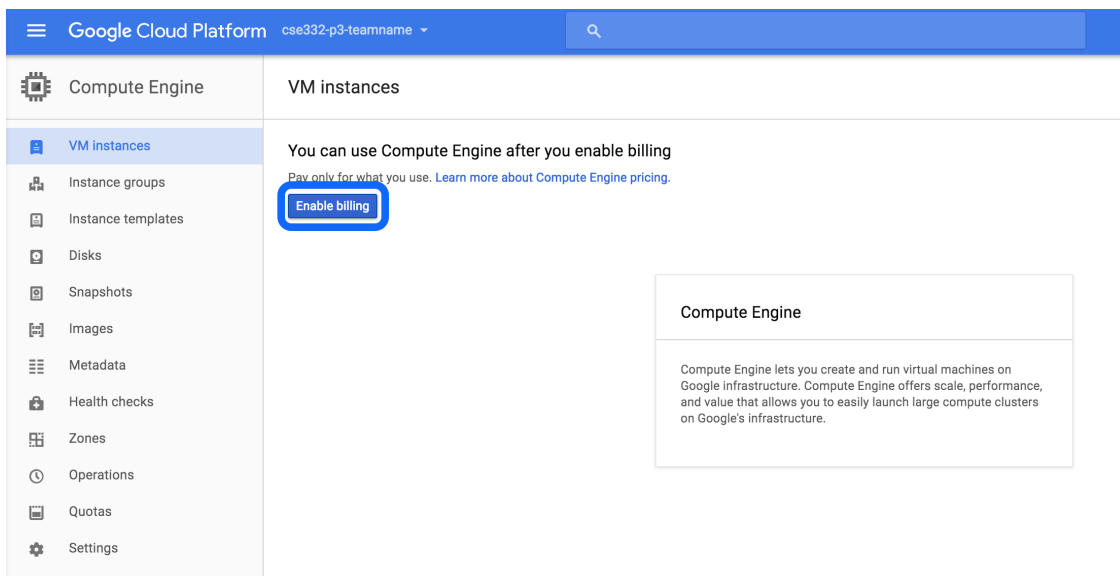 Google Cloud Platform cse332-p3-teamname
Compute Engine
VM instances
VM instances
Instance groups
Instance templates
Disks
Snapshots
Images
Metadata
Health checks
Zones
Operations
Quotas
Settings
You can use Compute Engine after you enable billing
Pay only for what you use. Learn more about Compute Engine pricing.
Enable billing
Compute Engine
Compute Engine lets you create and run virtual machines on
Google infrastructure. Compute Engine offers scale, performance,
and value that allows you to easily launch large compute clusters
on Google's infrastructure.